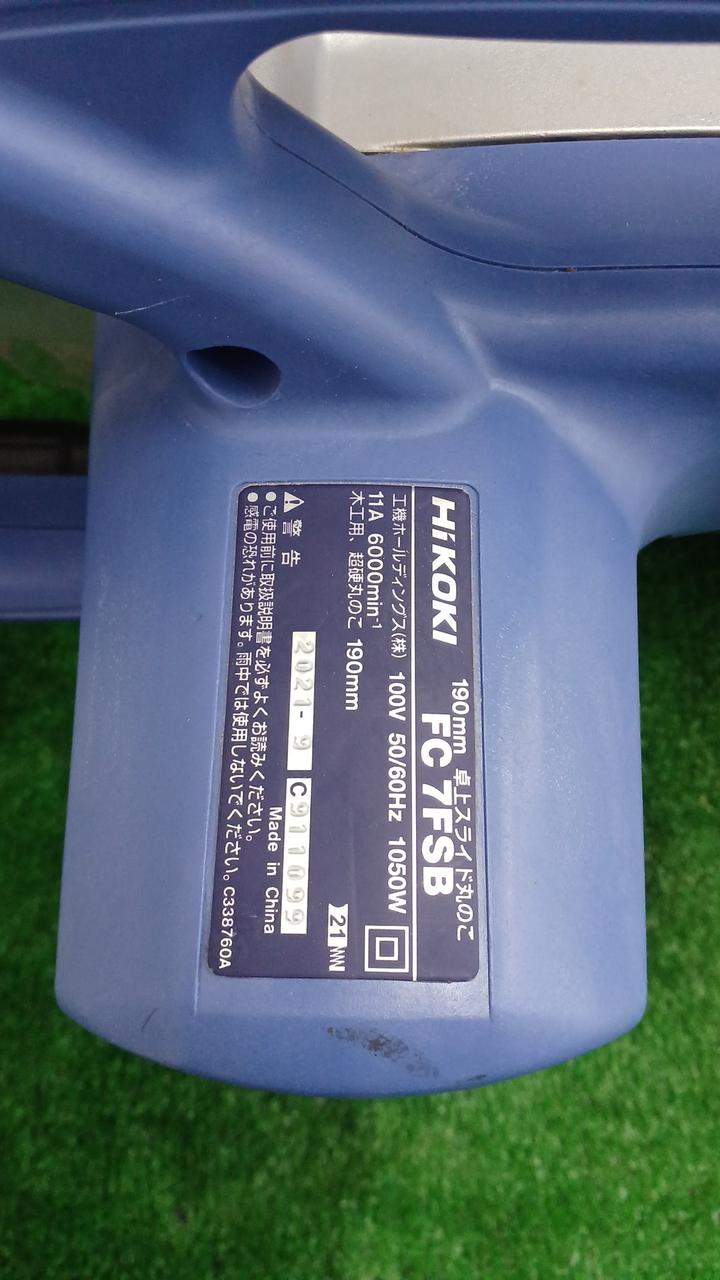 HiKOKI 190mm 卓上スライド丸のこ
FC 7FSB
工機ホールディングス(株) 100V 50/60Hz 1050W
11A 6000min⁻¹
木工用、超硬丸のこ 190mm
21
⚠警告
2021-9 C911099
●ご使用前に取扱説明書を必ずよくお読みください。 Made in China
●感電の恐れがあります。雨中では使用しないでください。C338760A